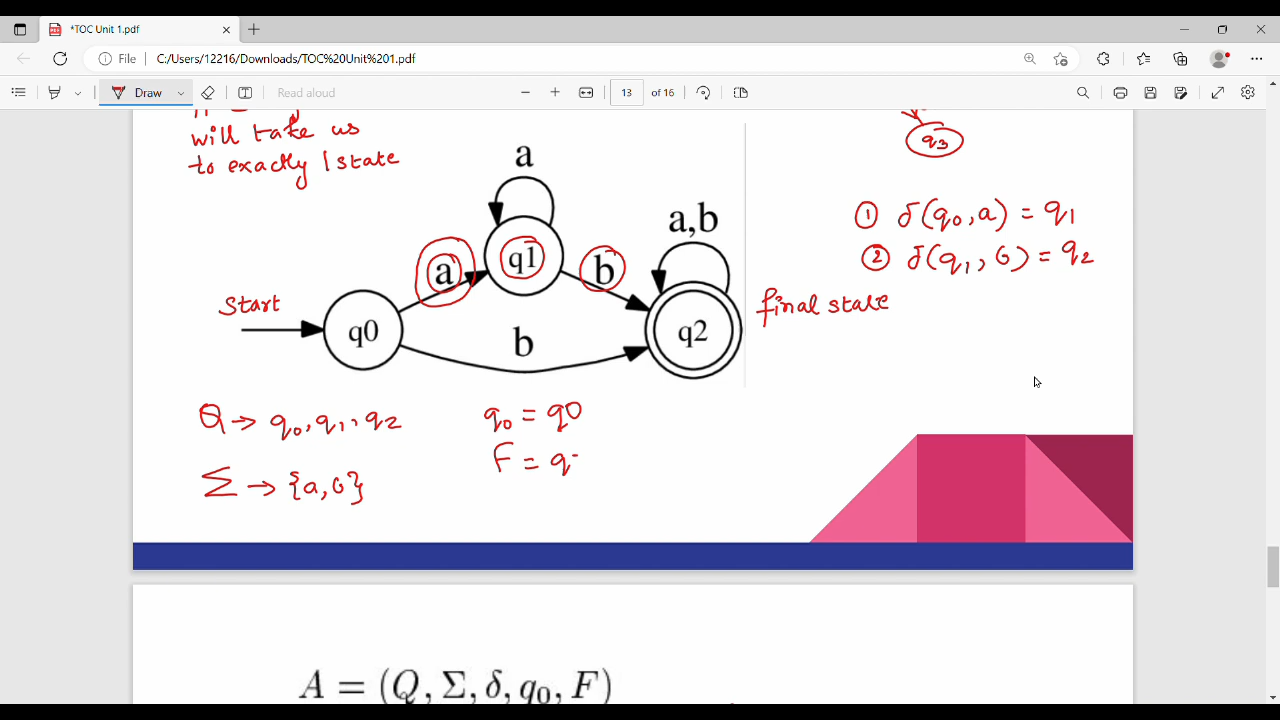 *TOC Unit 1.pdf
File C:/Users/12216/Downloads/TOC%20Unit%201.pdf
Draw Read aloud 13 of 16
will take us
to exactly 1 state
q3
a
a,b
① δ(q0,a) = q1
② δ(q1,b) = q2
a q1 b
Start
final state
q0 b q2
Q → q0,q1,q2
q0 = q0
F = q
Σ → {a,b}
A = (Q, Σ, δ, q0, F)